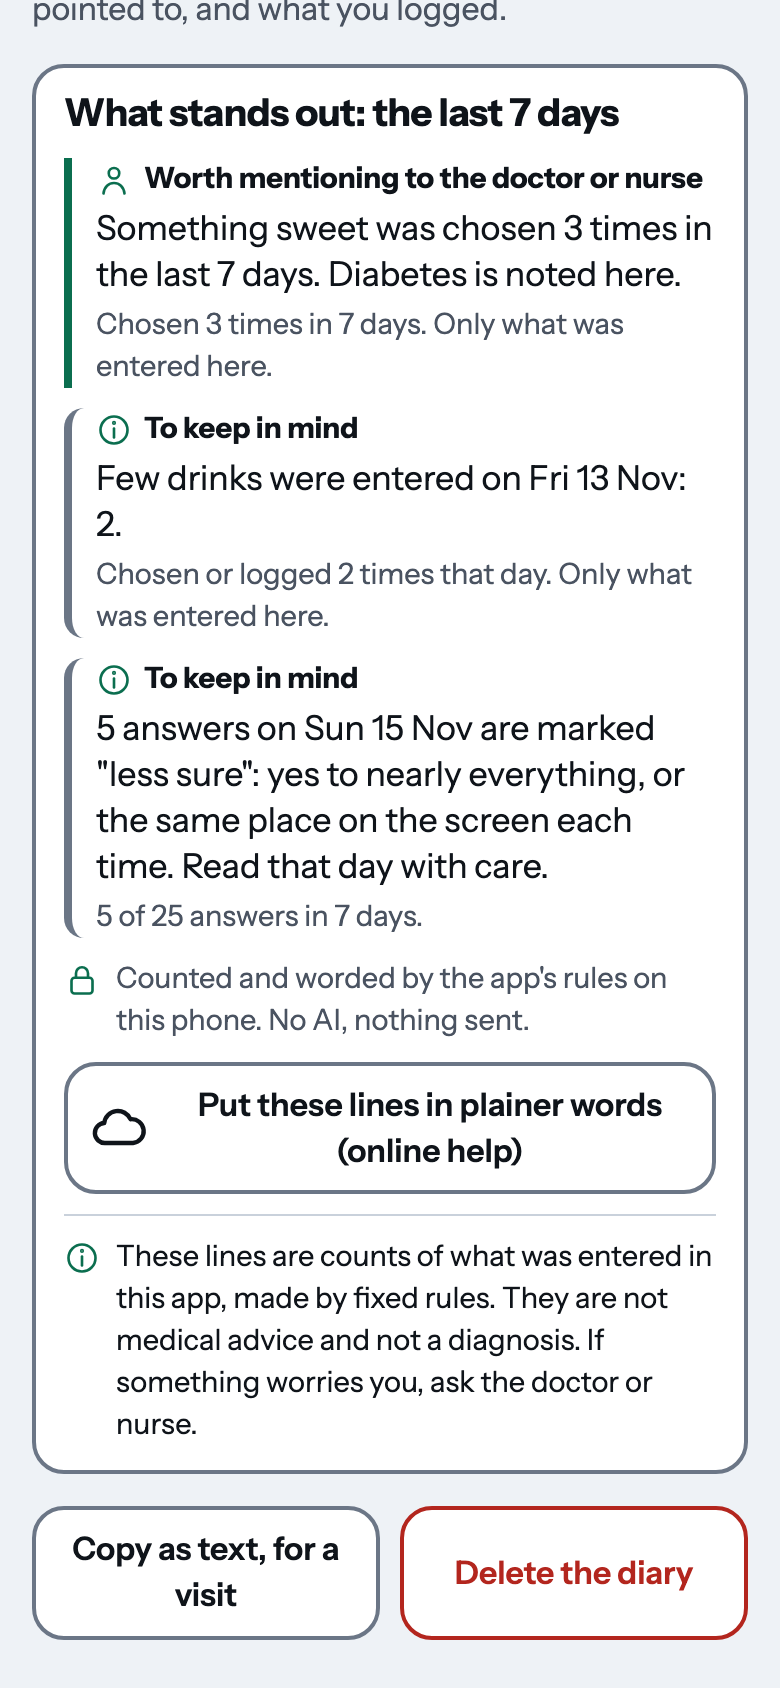 pointed to, and what you logged.
What stands out: the last 7 days
Worth mentioning to the doctor or nurse
Something sweet was chosen 3 times in
the last 7 days. Diabetes is noted here.
Chosen 3 times in 7 days. Only what was
entered here.
To keep in mind
Few drinks were entered on Fri 13 Nov:
2.
Chosen or logged 2 times that day. Only what
was entered here.
To keep in mind
5 answers on Sun 15 Nov are marked
"less sure": yes to nearly everything, or
the same place on the screen each
time. Read that day with care.
5 of 25 answers in 7 days.
Counted and worded by the app's rules on
this phone. No AI, nothing sent.
Put these lines in plainer words
(online help)
These lines are counts of what was entered in
this app, made by fixed rules. They are not
medical advice and not a diagnosis. If
something worries you, ask the doctor or
nurse.
Copy as text, for a
visit
Delete the diary